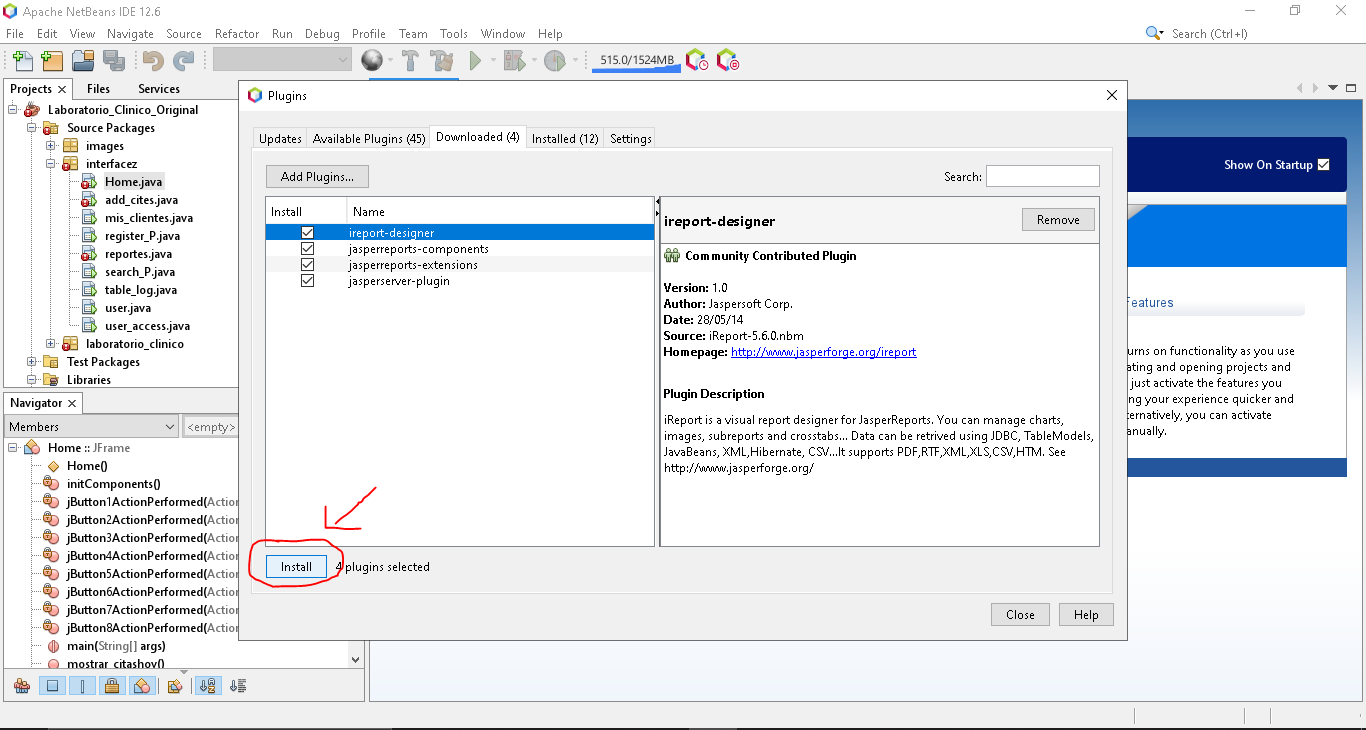 Apache NetBeans IDE 12.6
File Edit View Navigate Source Refactor Run Debug Profile Team Tools Window Help
Search (Ctrl+I)
515.0/1524MB
Projects Files Services
Laboratorio_Clinico_Original
Source Packages
images
interfacez
Home.java
add_cites.java
mis_clientes.java
register_P.java
reportes.java
search_P.java
table_log.java
user.java
user_access.java
laboratorio_clinico
Test Packages
Libraries
Navigator
Members
<empty>
Home :: JFrame
Home()
initComponents()
jButton1ActionPerformed(Action
jButton2ActionPerformed(Action
jButton3ActionPerformed(Action
jButton4ActionPerformed(Action
jButton5ActionPerformed(Action
jButton6ActionPerformed(Action
jButton7ActionPerformed(Action
jButton8ActionPerformed(Action
main(String[] args)
mostrar_citashoy()
Plugins
Updates Available Plugins (45) Downloaded (4) Installed (12) Settings
Add Plugins...
Search:
Install Name
ireport-designer
jasperreports-components
jasperreports-extensions
jasperserver-plugin
ireport-designer
Remove
Community Contributed Plugin
Version: 1.0
Author: Jaspersoft Corp.
Date: 28/05/14
Source: iReport-5.6.0.nbm
Homepage: http://www.jasperforge.org/ireport
Plugin Description
iReport is a visual report designer for JasperReports. You can manage charts,
images, subreports and crosstabs... Data can be retrived using JDBC, TableModels,
JavaBeans, XML,Hibernate, CSV...It supports PDF,RTF,XML,XLS,CSV,HTM. See
http://www.jasperforge.org/
Install
4 plugins selected
Close
Help
Show On Startup
Features
urns on functionality as you use
ating and opening projects and
just activate the features you
ng your experience quicker and
ternatively, you can activate
anually.